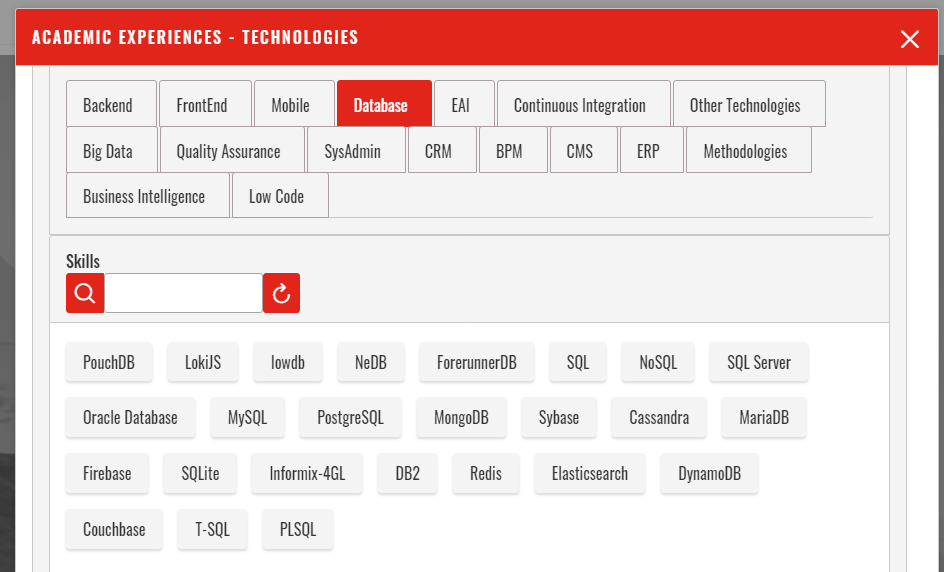 ACADEMIC EXPERIENCES - TECHNOLOGIES
Backend FrontEnd Mobile Database EAI Continuous Integration Other Technologies
Big Data Quality Assurance SysAdmin CRM BPM CMS ERP Methodologies
Business Intelligence Low Code
Skills
PouchDB LokiJS lowdb NeDB ForerunnerDB SQL NoSQL SQL Server
Oracle Database MySQL PostgreSQL MongoDB Sybase Cassandra MariaDB
Firebase SQLite Informix-4GL DB2 Redis Elasticsearch DynamoDB
Couchbase T-SQL PLSQL